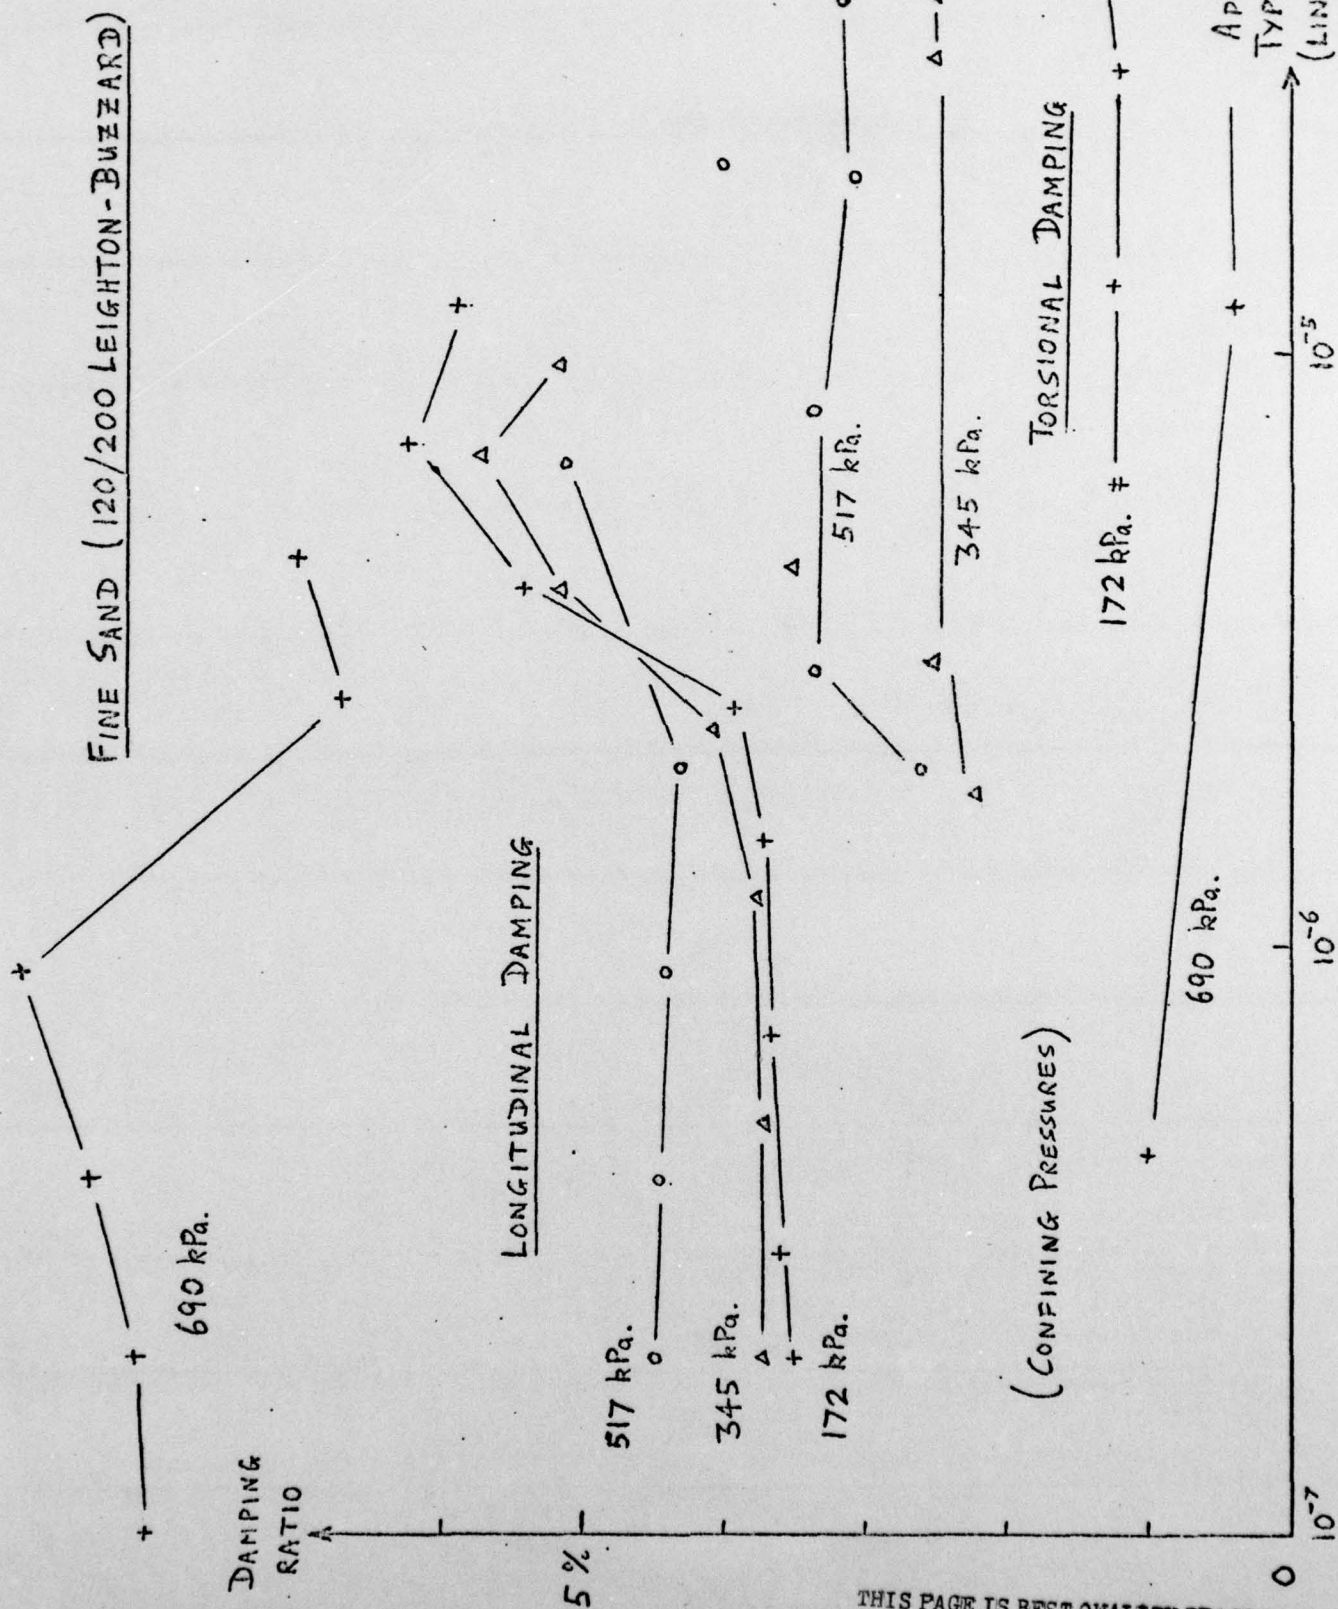 FINE SAND (120/200 LEIGHTON-BUZZARD)
DAMPING
RATIO
690 kPa.
LONGITUDINAL DAMPING
5 %
517 kPa.
345 kPa.
172 kPa.
517 kPa.
345 kPa.
TORSIONAL DAMPING
172 kPa.
(CONFINING PRESSURES)
690 kPa.
0
10⁻⁷
10⁻⁶
10⁻⁵
THIS PAGE IS BEST